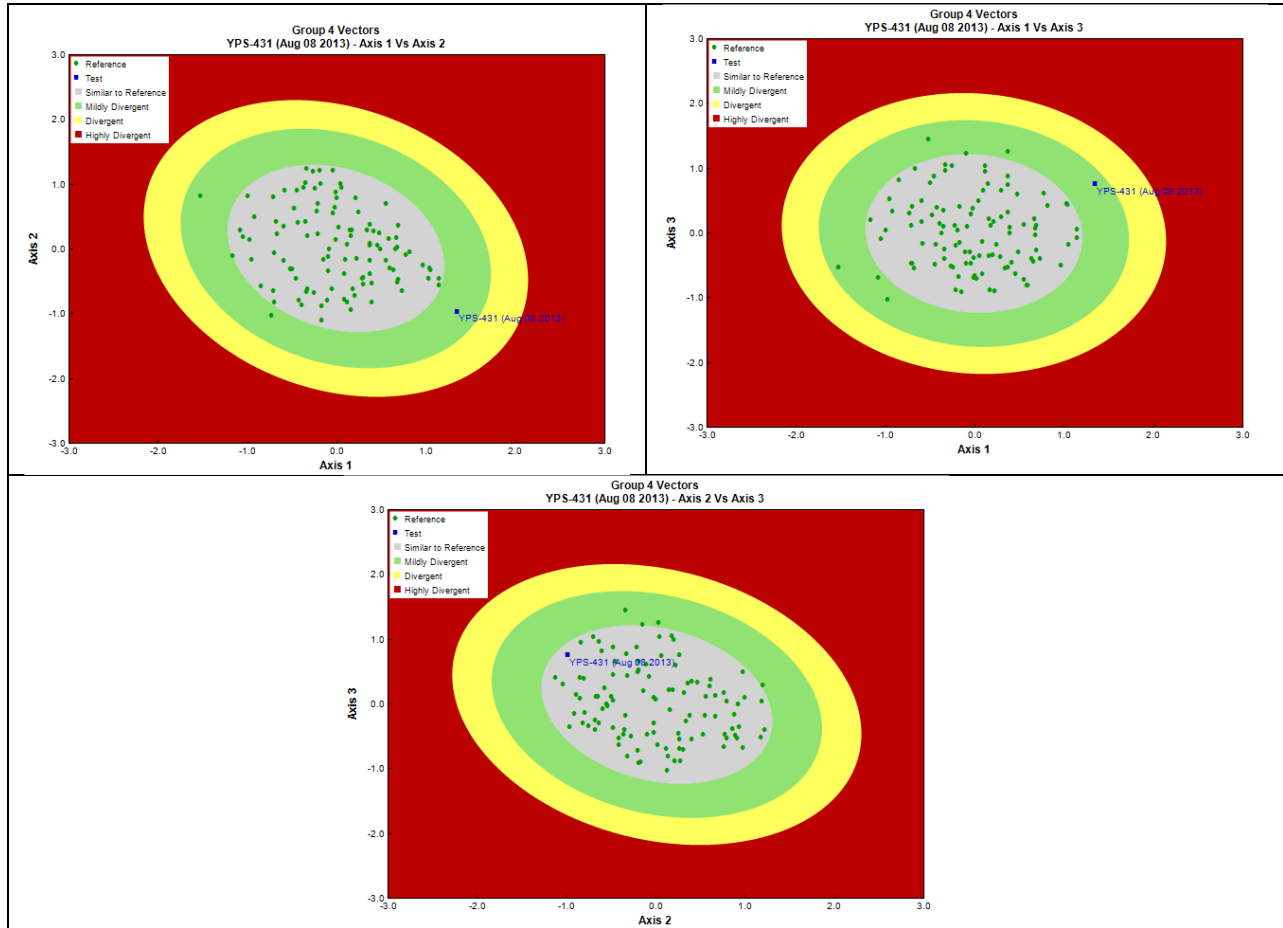 Group 4 Vectors
YPS-431 (Aug 08 2013) - Axis 1 Vs Axis 2
3.0
2.0
1.0
0.0
-1.0
-2.0
-3.0
Axis 2
Reference
Test
Similar to Reference
Mildly Divergent
Divergent
Highly Divergent
YPS-431 (Aug 08 2013)
-3.0 -2.0 -1.0 0.0 1.0 2.0 3.0
Axis 1
Group 4 Vectors
YPS-431 (Aug 08 2013) - Axis 1 Vs Axis 3
3.0
2.0
1.0
0.0
-1.0
-2.0
-3.0
Axis 3
Reference
Test
Similar to Reference
Mildly Divergent
Divergent
Highly Divergent
YPS-431 (Aug 08 2013)
-3.0 -2.0 -1.0 0.0 1.0 2.0 3.0
Axis 1
Group 4 Vectors
YPS-431 (Aug 08 2013) - Axis 2 Vs Axis 3
3.0
2.0
1.0
0.0
-1.0
-2.0
-3.0
Axis 3
Reference
Test
Similar to Reference
Mildly Divergent
Divergent
Highly Divergent
YPS-431 (Aug 08 2013)
-3.0 -2.0 -1.0 0.0 1.0 2.0 3.0
Axis 2